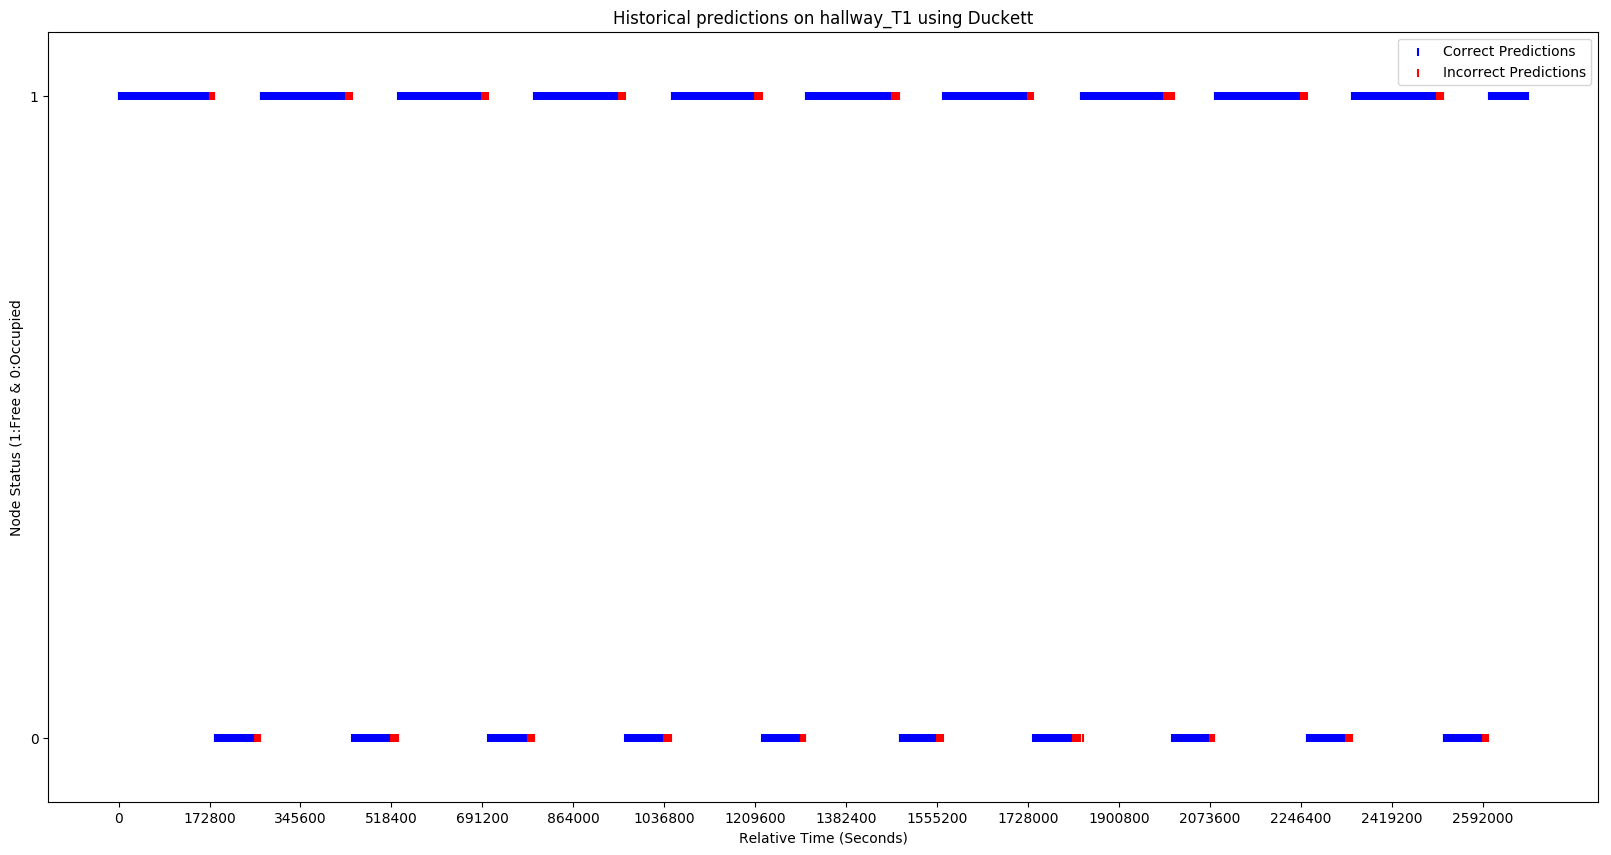 Historical predictions on hallway_T1 using Duckett
Correct Predictions
Incorrect Predictions
1
Node Status (1:Free & 0:Occupied
0
0 172800 345600 518400 691200 864000 1036800 1209600 1382400 1555200 1728000 1900800 2073600 2246400 2419200 2592000
Relative Time (Seconds)